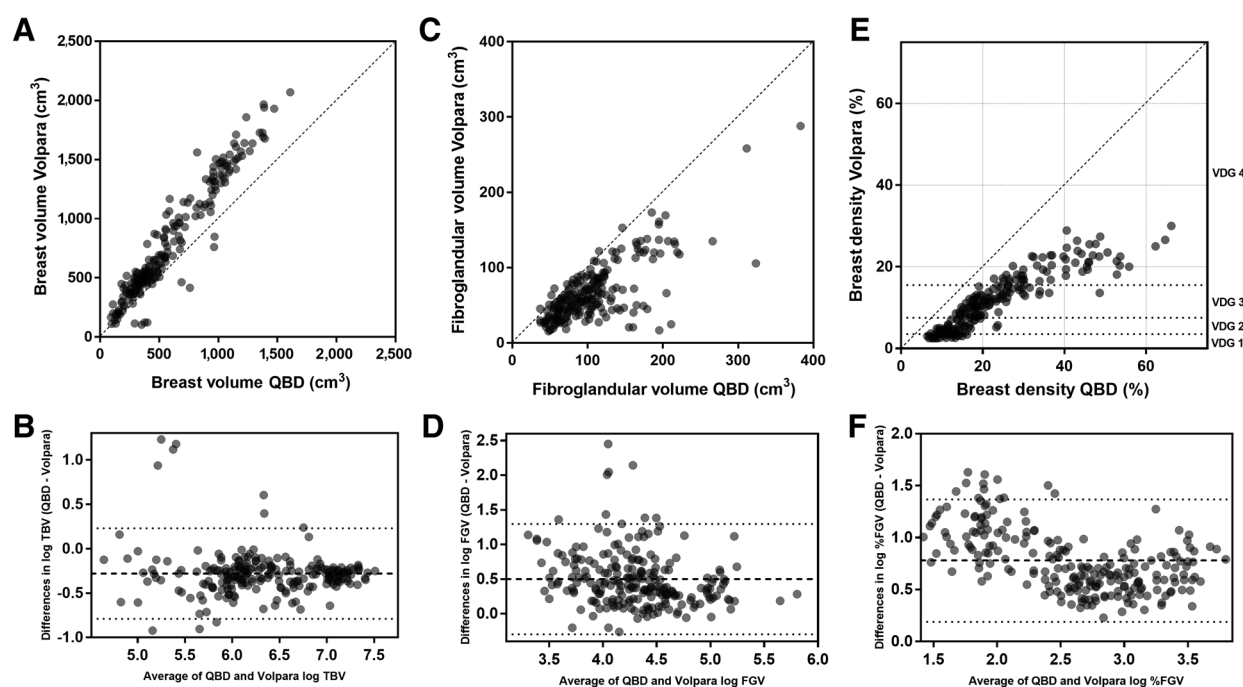 A
2,500
2,000
1,500
1,000
500
0
0
500
1,000
1,500
2,000
2,500
Breast volume Volpara (cm³)
Breast volume QBD (cm³)
C
400
300
200
100
0
0
100
200
300
400
Fibroglandular volume Volpara (cm³)
Fibroglandular volume QBD (cm³)
E
60
40
20
0
0
20
40
60
Breast density Volpara (%)
Breast density QBD (%)
VDG 4
VDG 3
VDG 2
VDG 1
B
1.0
0.5
-0.0
-0.5
-1.0
5.0
5.5
6.0
6.5
7.0
7.5
Differences in log TBV (QBD - Volpara)
Average of QBD and Volpara log TBV
D
2.5
2.0
1.5
1.0
0.5
0.0
3.5
4.0
4.5
5.0
5.5
6.0
Differences in log FGV (QBD - Volpara)
Average of QBD and Volpara log FGV
F
2.0
1.5
1.0
0.5
0.0
1.5
2.0
2.5
3.0
3.5
Differences in log %FGV (QBD - Volpara)
Average of QBD and Volpara log %FGV